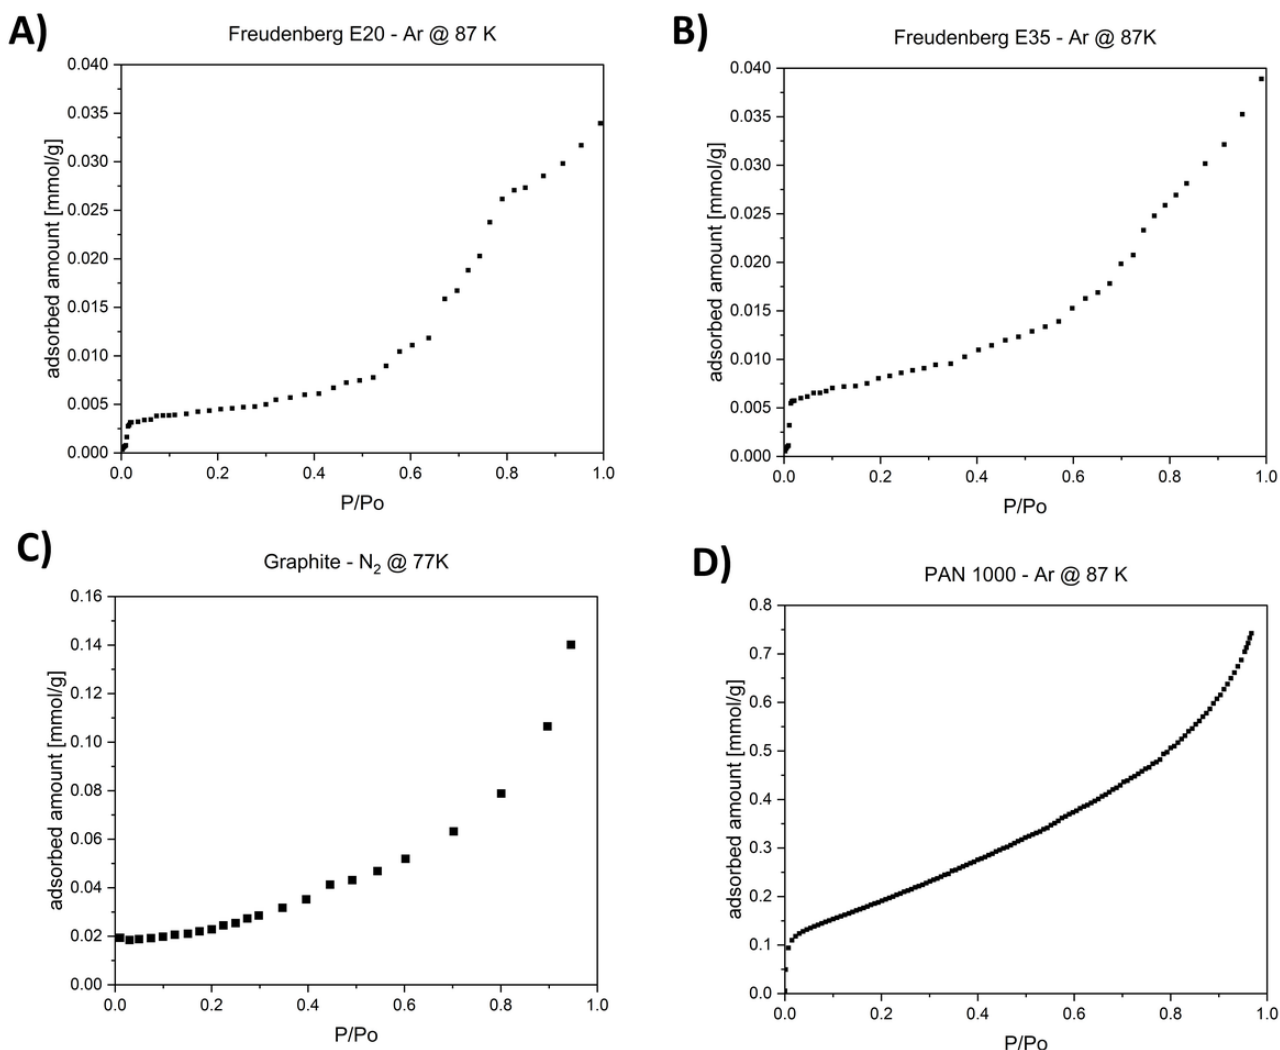 A)
Freudenberg E20 - Ar @ 87 K
0.040
0.035
0.030
0.025
0.020
0.015
0.010
0.005
0.000
adsorbed amount [mmol/g]
0.0 0.2 0.4 0.6 0.8 1.0
P/Po
B)
Freudenberg E35 - Ar @ 87K
0.040
0.035
0.030
0.025
0.020
0.015
0.010
0.005
0.000
adsorbed amount [mmol/g]
0.0 0.2 0.4 0.6 0.8 1.0
P/Po
C)
Graphite - N₂ @ 77K
0.16
0.14
0.12
0.10
0.08
0.06
0.04
0.02
0.00
adsorbed amount [mmol/g]
0.0 0.2 0.4 0.6 0.8 1.0
P/Po
D)
PAN 1000 - Ar @ 87 K
0.8
0.7
0.6
0.5
0.4
0.3
0.2
0.1
0.0
adsorbed amount [mmol/g]
0.0 0.2 0.4 0.6 0.8 1.0
P/Po